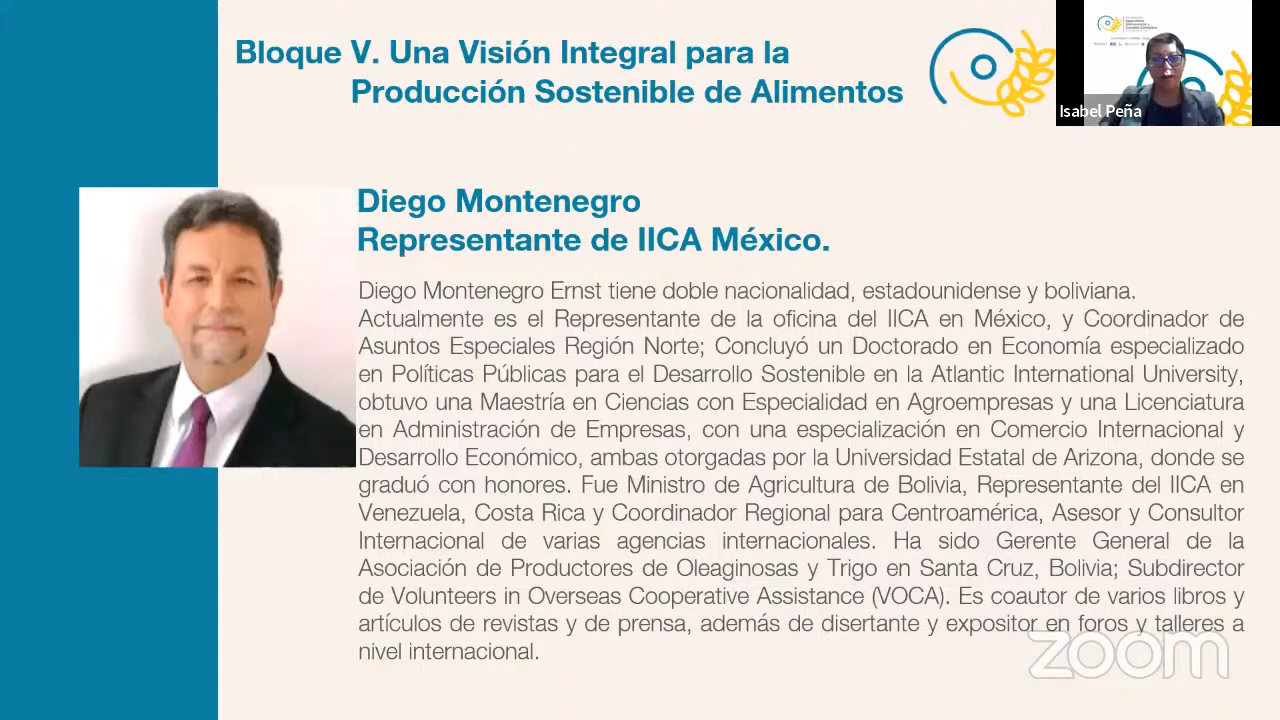 Bloque V. Una Visión Integral para la
Producción Sostenible de Alimentos
Isabel Peña
Diego Montenegro
Representante de IICA México.
Diego Montenegro Ernst tiene doble nacionalidad, estadounidense y boliviana.
Actualmente es el Representante de la oficina del IICA en México, y Coordinador de
Asuntos Especiales Región Norte; Concluyó un Doctorado en Economía especializado
en Políticas Públicas para el Desarrollo Sostenible en la Atlantic International University,
obtuvo una Maestría en Ciencias con Especialidad en Agroempresas y una Licenciatura
en Administración de Empresas, con una especialización en Comercio Internacional y
Desarrollo Económico, ambas otorgadas por la Universidad Estatal de Arizona, donde se
graduó con honores. Fue Ministro de Agricultura de Bolivia, Representante del IICA en
Venezuela, Costa Rica y Coordinador Regional para Centroamérica, Asesor y Consultor
Internacional de varias agencias internacionales. Ha sido Gerente General de la
Asociación de Productores de Oleaginosas y Trigo en Santa Cruz, Bolivia; Subdirector
de Volunteers in Overseas Cooperative Assistance (VOCA). Es coautor de varios libros y
artículos de revistas y de prensa, además de disertante y expositor en foros y talleres a
nivel internacional.
zoom